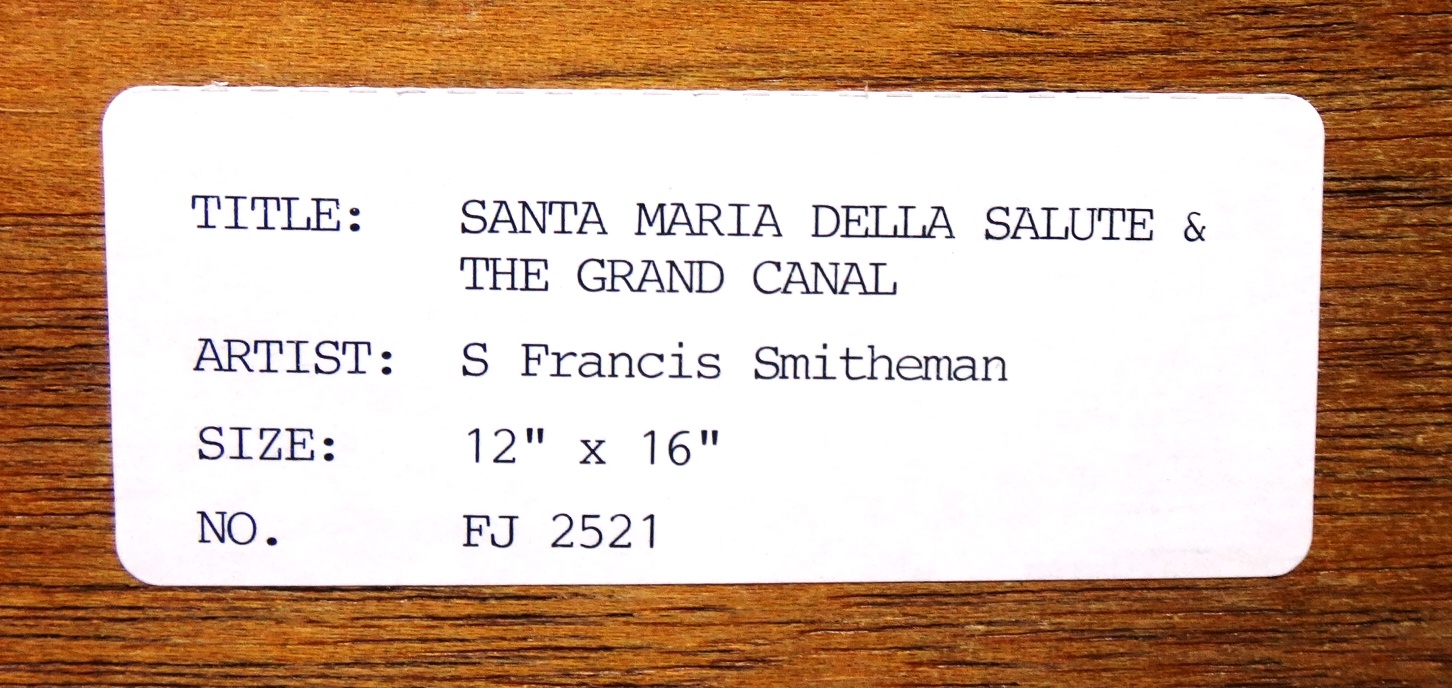 TITLE: SANTA MARIA DELLA SALUTE &
THE GRAND CANAL
ARTIST: S Francis Smitheman
SIZE: 12" x 16"
NO. FJ 2521